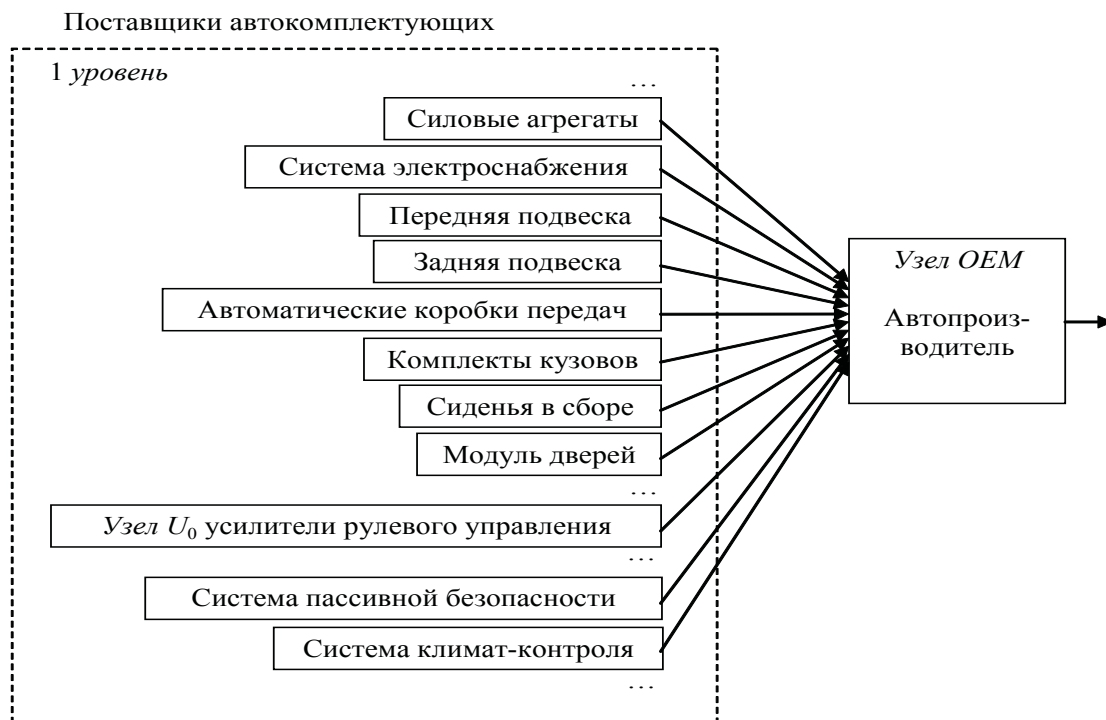 Поставщики автокомплектующих
1 уровень
...
Силовые агрегаты
Система электроснабжения
Передняя подвеска
Задняя подвеска
Автоматические коробки передач
Комплекты кузовов
Сиденья в сборе
Модуль дверей
...
Узел U₀ усилители рулевого управления
...
Система пассивной безопасности
Система климат-контроля
...
Узел OEM
Автопроиз-
водитель